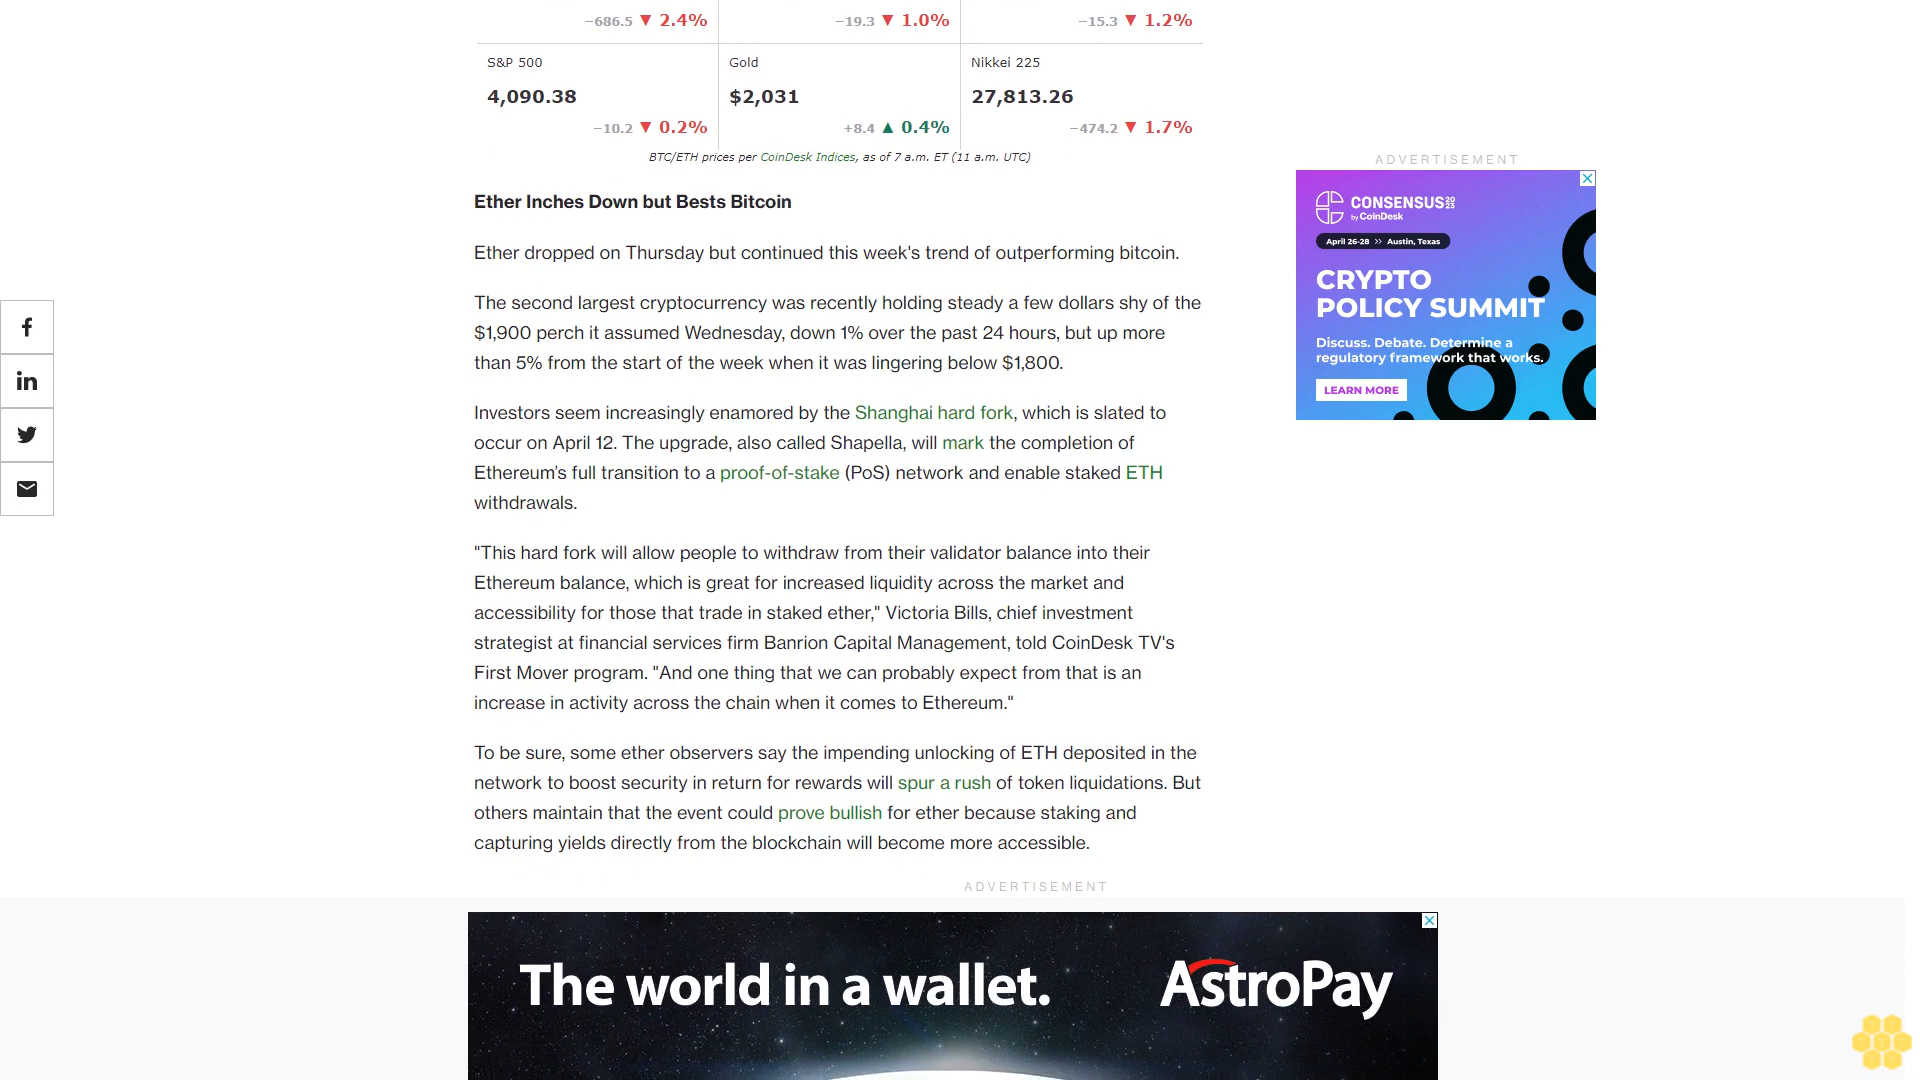 −686.5 ▼ 2.4%
−19.3 ▼ 1.0%
−15.3 ▼ 1.2%
S&P 500
4,090.38
−10.2 ▼ 0.2%
Gold
$2,031
+8.4 ▲ 0.4%
Nikkei 225
27,813.26
−474.2 ▼ 1.7%
BTC/ETH prices per CoinDesk Indices, as of 7 a.m. ET (11 a.m. UTC)
Ether Inches Down but Bests Bitcoin
Ether dropped on Thursday but continued this week's trend of outperforming bitcoin.
The second largest cryptocurrency was recently holding steady a few dollars shy of the
$1,900 perch it assumed Wednesday, down 1% over the past 24 hours, but up more
than 5% from the start of the week when it was lingering below $1,800.
Investors seem increasingly enamored by the Shanghai hard fork, which is slated to
occur on April 12. The upgrade, also called Shapella, will mark the completion of
Ethereum's full transition to a proof-of-stake (PoS) network and enable staked ETH
withdrawals.
"This hard fork will allow people to withdraw from their validator balance into their
Ethereum balance, which is great for increased liquidity across the market and
accessibility for those that trade in staked ether," Victoria Bills, chief investment
strategist at financial services firm Banrion Capital Management, told CoinDesk TV's
First Mover program. "And one thing that we can probably expect from that is an
increase in activity across the chain when it comes to Ethereum."
To be sure, some ether observers say the impending unlocking of ETH deposited in the
network to boost security in return for rewards will spur a rush of token liquidations. But
others maintain that the event could prove bullish for ether because staking and
capturing yields directly from the blockchain will become more accessible.
ADVERTISEMENT
CONSENSUS 2023
by CoinDesk
April 26-28 >> Austin, Texas
CRYPTO
POLICY SUMMIT
Discuss. Debate. Determine a
regulatory framework that works.
LEARN MORE
ADVERTISEMENT
The world in a wallet.
AstroPay